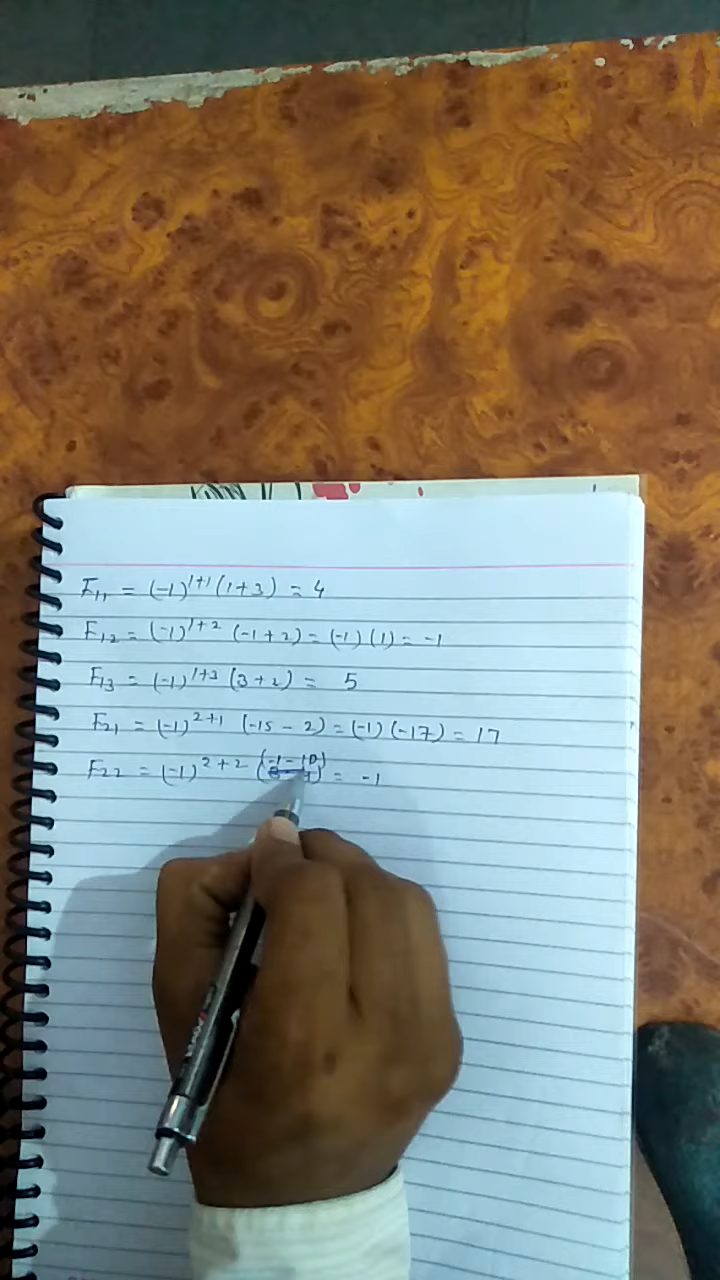 F₁₁ = (-1)¹⁺¹ (1+3) = 4
F₁₂ = (-1)¹⁺² (-1+2) = (-1)(1) = -1
F₁₃ = (-1)¹⁺³ (3+2) = 5
F₂₁ = (-1)²⁺¹ (-15-2) = (-1)(-17) = 17
F₂₂ = (-1)²⁺² (-1-10) = -1